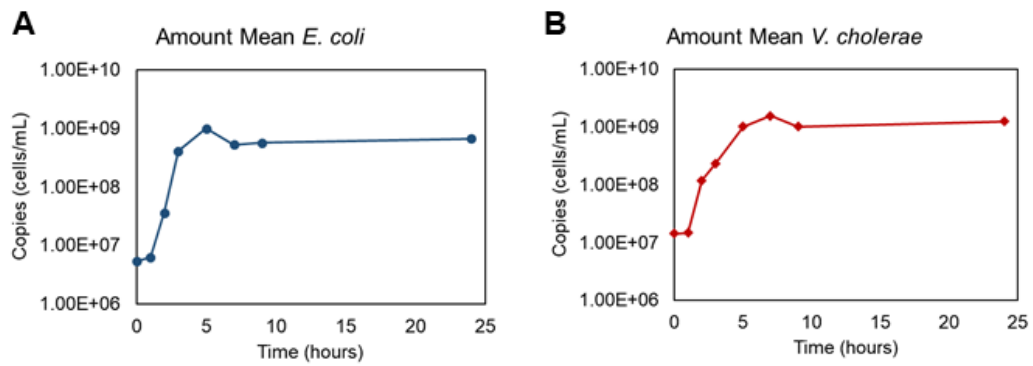 A
Amount Mean E. coli
1.00E+10
1.00E+09
1.00E+08
1.00E+07
1.00E+06
Copies (cells/mL)
0 5 10 15 20 25
Time (hours)
B
Amount Mean V. cholerae
1.00E+10
1.00E+09
1.00E+08
1.00E+07
1.00E+06
Copies (cells/mL)
0 5 10 15 20 25
Time (hours)